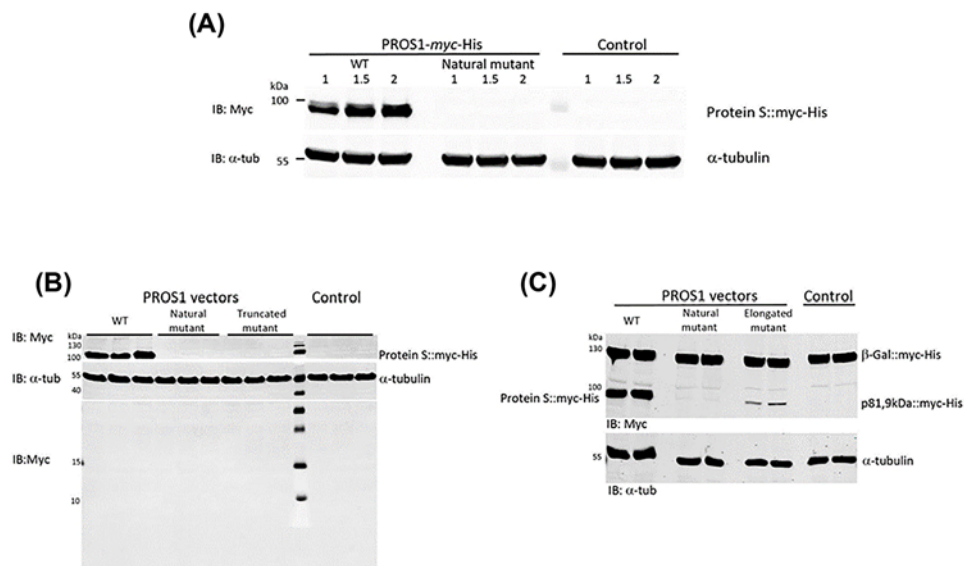 (A)
PROS1-myc-His Control
WT Natural mutant
1 1.5 2 1 1.5 2 1 1.5 2
kDa
IB: Myc 100 Protein S::myc-His
IB: α-tub 55 α-tubulin
(B)
PROS1 vectors Control
WT Natural mutant Truncated mutant
IB: Myc kDa
130
100 Protein S::myc-His
IB: α-tub 55 α-tubulin
40
IB:Myc 15
10
(C)
PROS1 vectors Control
WT Natural mutant Elongated mutant
kDa
130 β-Gal::myc-His
100
Protein S::myc-His p81,9kDa::myc-His
IB: Myc
55 α-tubulin
IB: α-tub